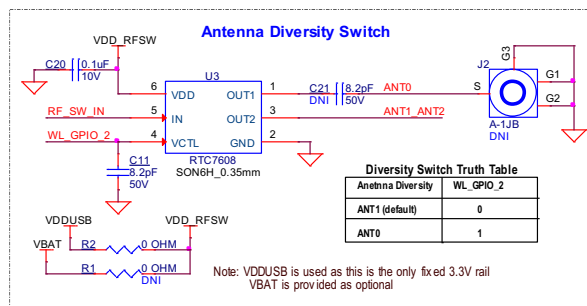 Antenna Diversity Switch
VDD_RFSW
C20
0.1uF
10V
U3
6
VDD
OUT1
1
C21
8.2pF
DNI
50V
ANT0
J2
G3
S
G1
G2
A-1JB
DNI
RF_SW_IN
5
IN
OUT2
3
ANT1_ANT2
WL_GPIO_2
4
VCTL
GND
2
RTC7608
SON6H_0.35mm
C11
8.2pF
50V
Diversity Switch Truth Table
Anetnna Diversity
WL_GPIO_2
ANT1 (default)
0
ANT0
1
VDDUSB
VDD_RFSW
VBAT
R2
0 OHM
R1
0 OHM
DNI
Note: VDDUSB is used as this is the only fixed 3.3V rail
VBAT is provided as optional